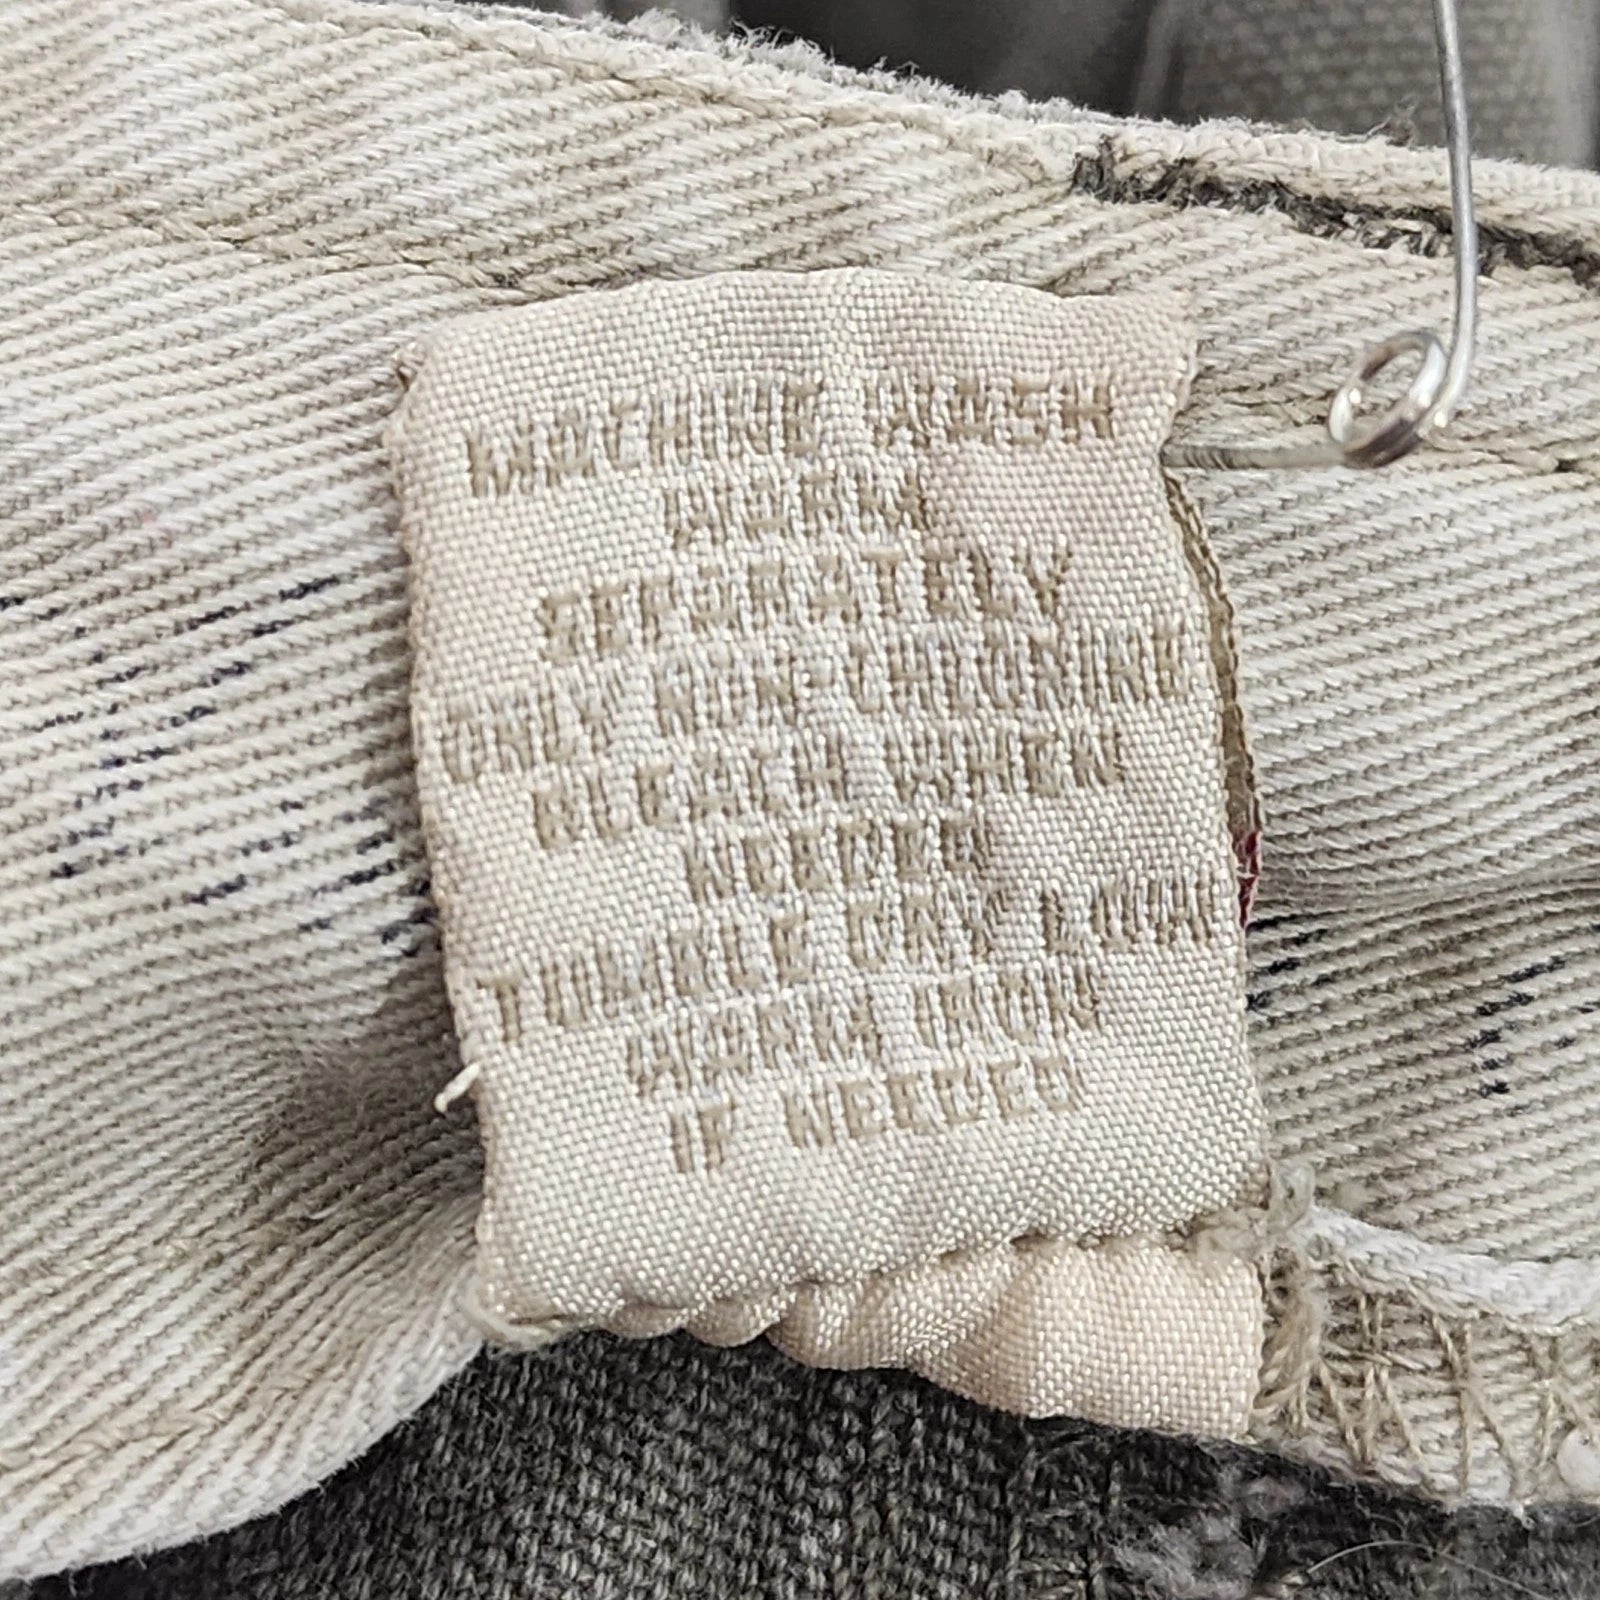 MACHINE WASH
WARM
SEPARATELY
ONLY NON-CHLORINE
BLEACH WHEN
NEEDED
TUMBLE DRY LOW
WARM IRON
IF NEEDED